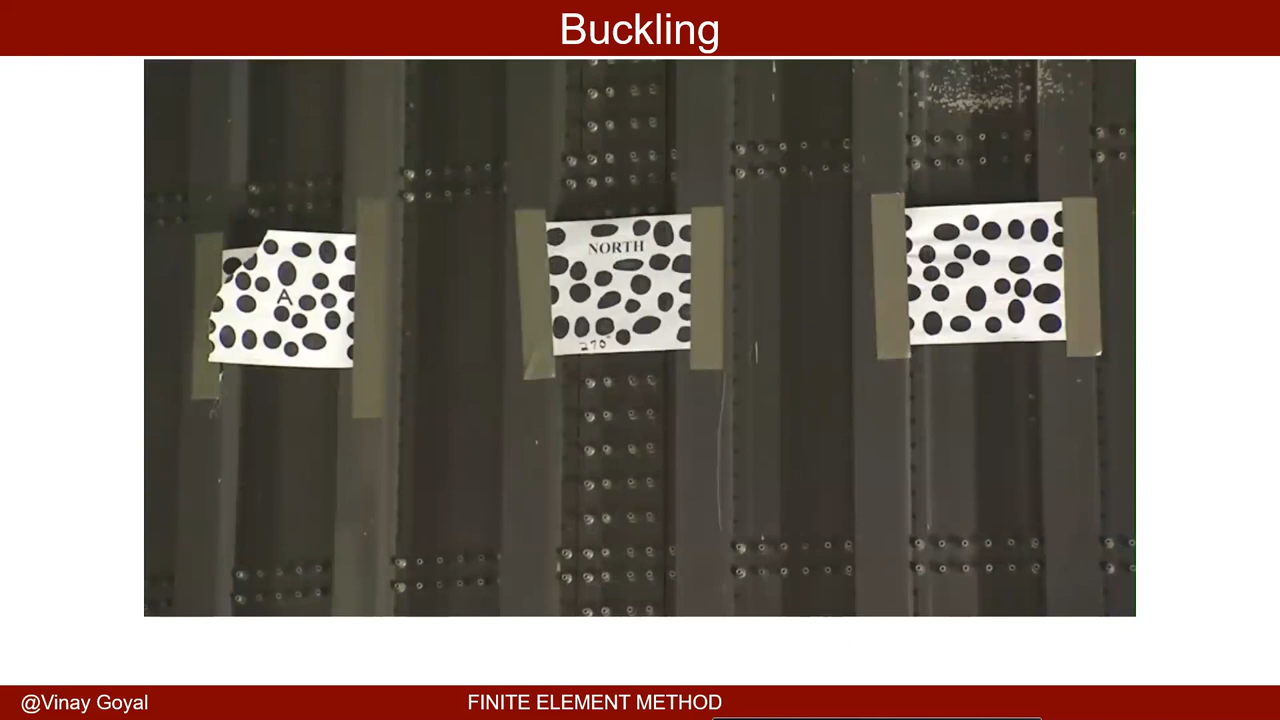 Buckling
NORTH
A
270°
@Vinay Goyal
FINITE ELEMENT METHOD